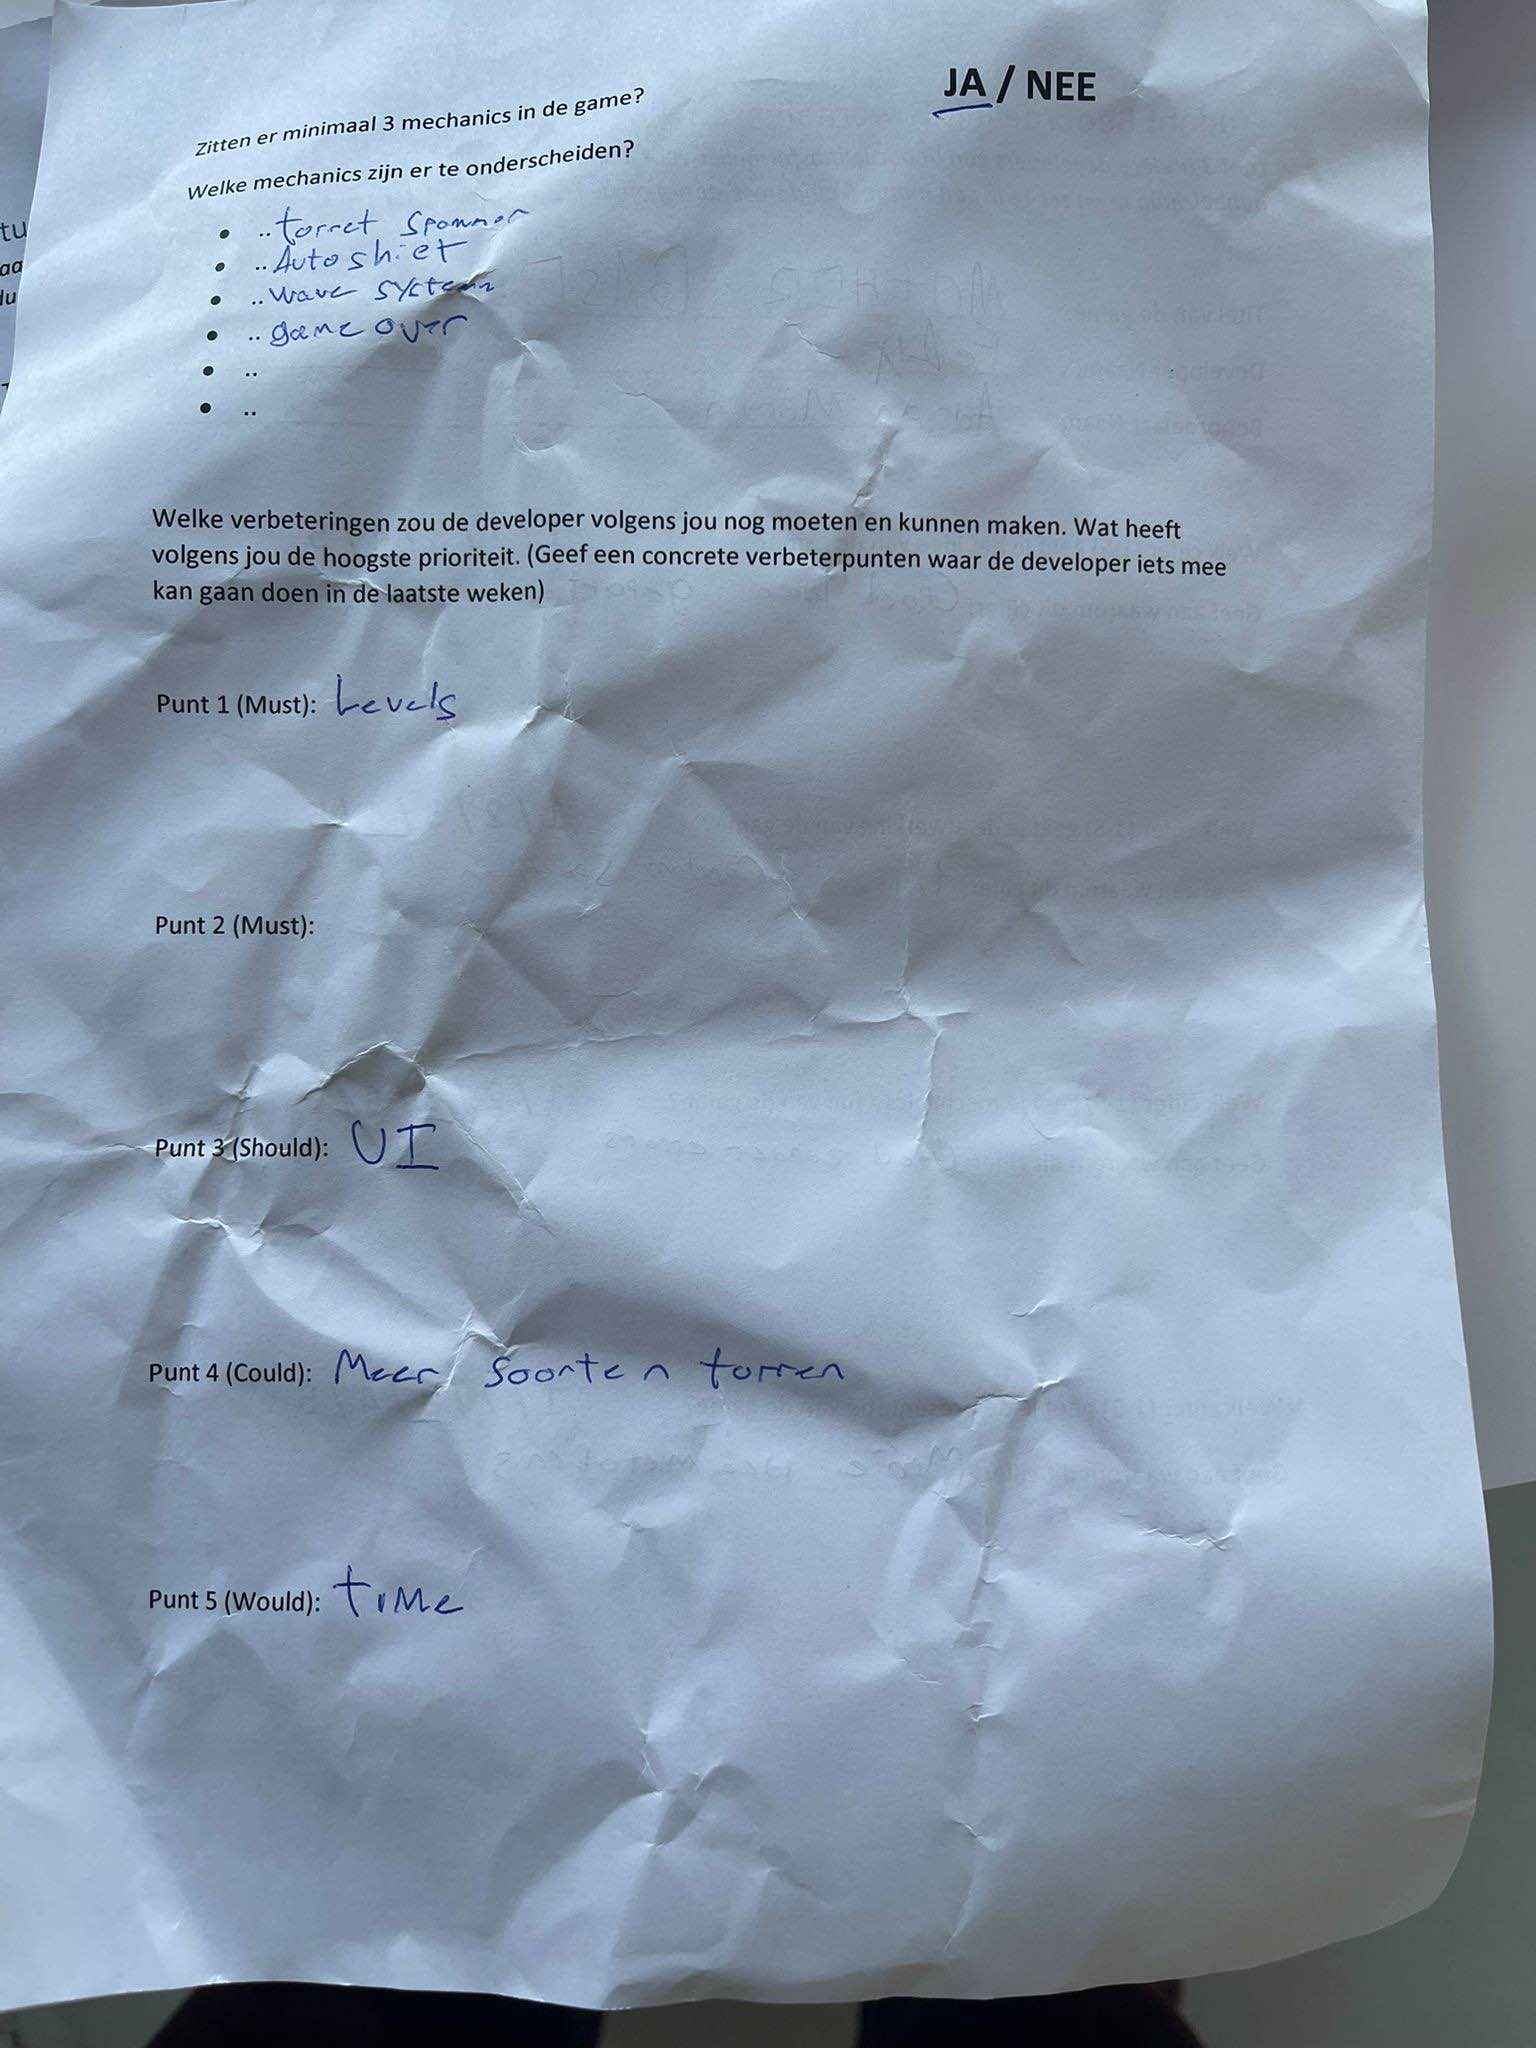 Zitten er minimaal 3 mechanics in de game?
JA / NEE
Welke mechanics zijn er te onderscheiden?
• .. torret spawner
• .. Autoshiet
• .. wave system
• .. game over
• ..
• ..
Welke verbeteringen zou de developer volgens jou nog moeten en kunnen maken. Wat heeft
volgens jou de hoogste prioriteit. (Geef een concrete verbeterpunten waar de developer iets mee
kan gaan doen in de laatste weken)
Punt 1 (Must): Levels
Punt 2 (Must):
Punt 3 (Should): UI
Punt 4 (Could): Meer soorten torren
Punt 5 (Would): time